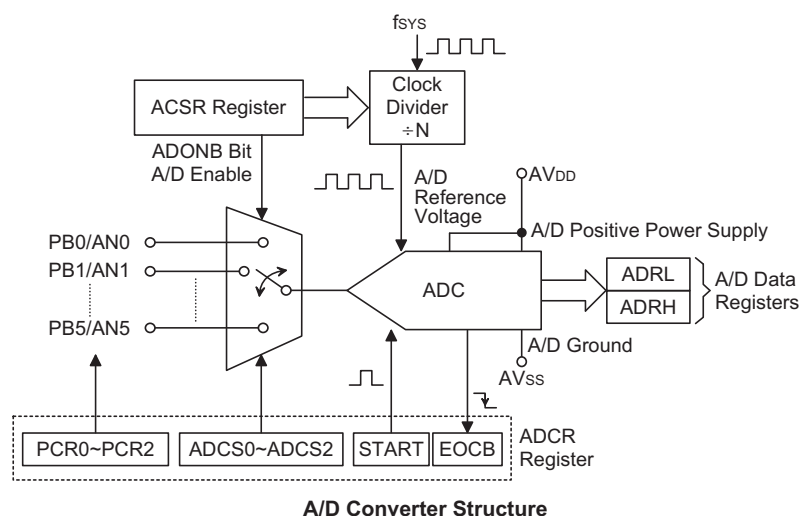 fSYS
Clock
Divider
÷N
ACSR Register
ADONB Bit
A/D Enable
A/D
Reference
Voltage
AVDD
A/D Positive Power Supply
PB0/AN0
PB1/AN1
PB5/AN5
ADC
ADRL
ADRH
A/D Data
Registers
A/D Ground
AVSS
PCR0~PCR2
ADCS0~ADCS2
START
EOCB
ADCR
Register
A/D Converter Structure